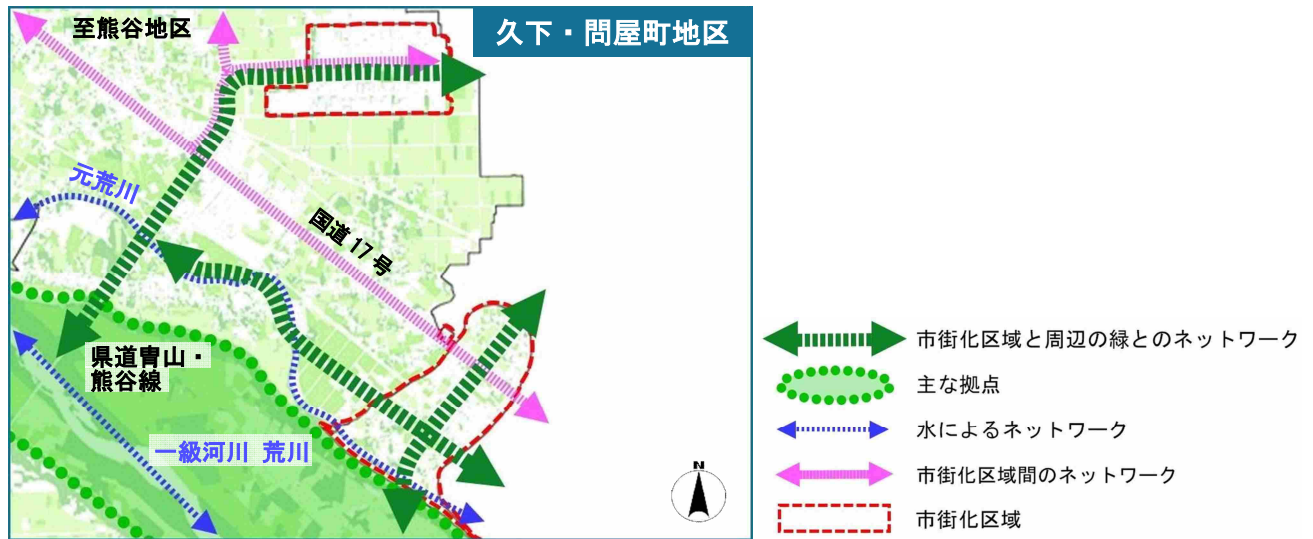 久下・問屋町地区
至熊谷地区
元荒川
国道17号
県道冑山・
熊谷線
一級河川 荒川
N
市街化区域と周辺の緑とのネットワーク
主な拠点
水によるネットワーク
市街化区域間のネットワーク
市街化区域